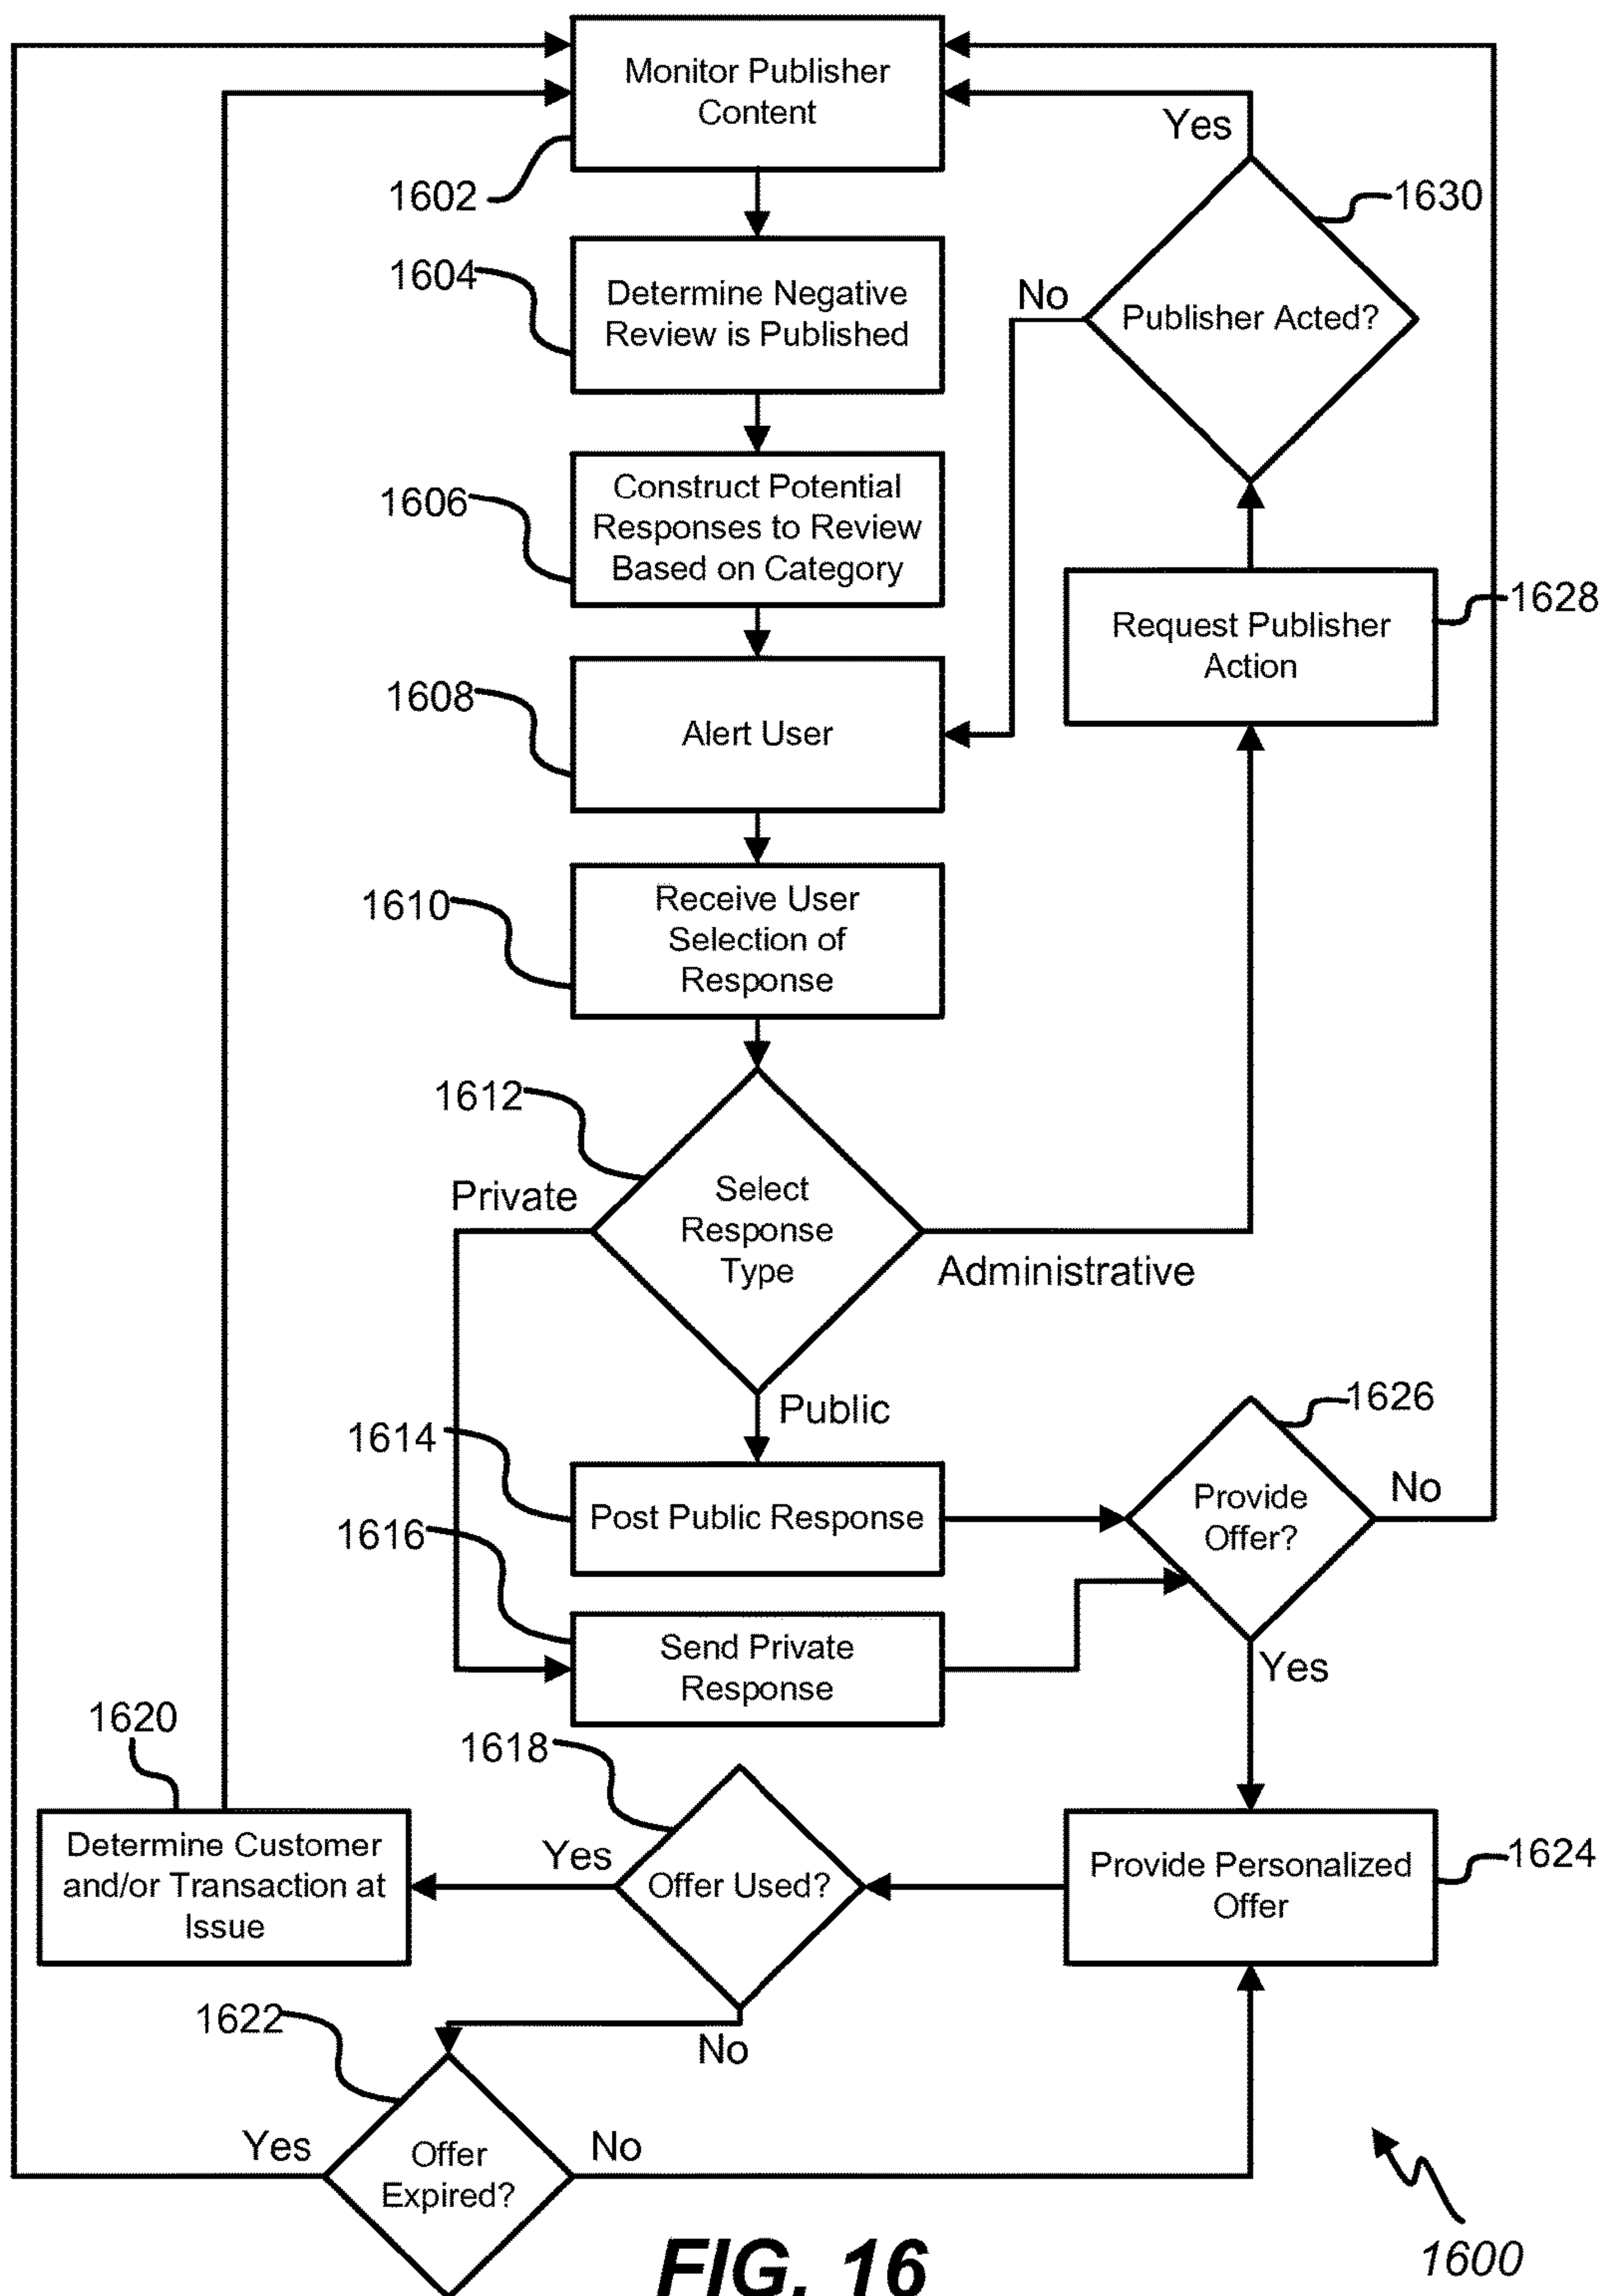 Monitor Publisher
Content
Yes
1602
1630
1604
No
Determine Negative
Review is Published
Publisher Acted?
1606
Construct Potential
Responses to Review
Based on Category
1628
Request Publisher
Action
1608
Alert User
1610
Receive User
Selection of
Response
1612
Private
Select
Response
Type
Administrative
Public
1626
1614
Post Public Response
Provide
Offer?
No
1616
Send Private
Response
Yes
1620
1618
Determine Customer
and/or Transaction at
Issue
Yes
Offer Used?
Provide Personalized
Offer
1624
1622
No
Yes
Offer
Expired?
No
FIG. 16
1600